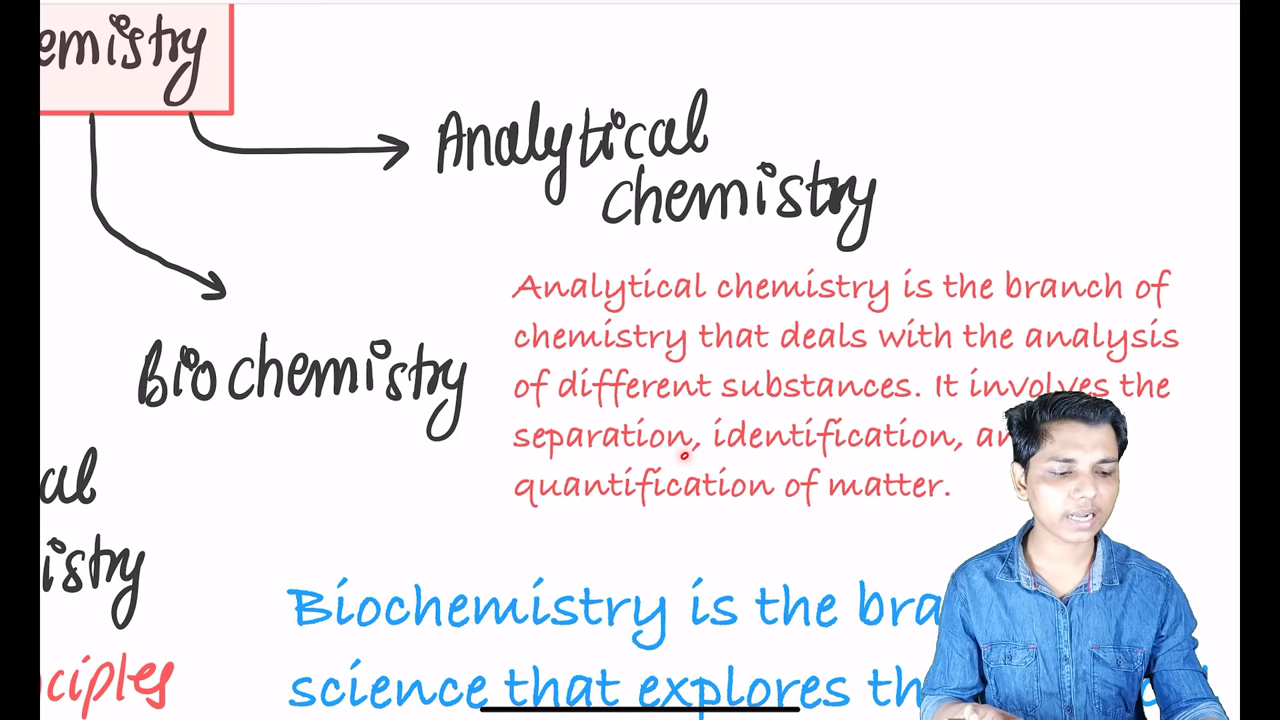 emistry
Analytical
chemistry
Analytical chemistry is the branch of
chemistry that deals with the analysis
of different substances. It involves the
separation, identification, an
quantification of matter.
Biochemistry
al
istry
nciples
Biochemistry is the bra
science that explores th